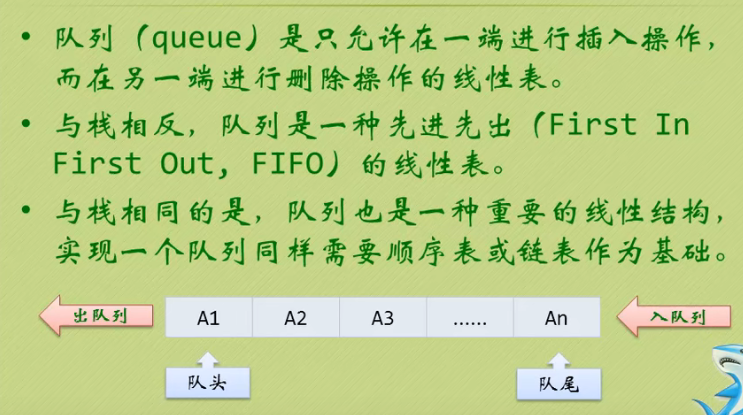 • 队列（queue）是只允许在一端进行插入操作，
而在另一端进行删除操作的线性表。
• 与栈相反，队列是一种先进先出（First In
First Out, FIFO）的线性表。
• 与栈相同的是，队列也是一种重要的线性结构，
实现一个队列同样需要顺序表或链表作为基础。
出队列 A1 A2 A3 ...... An 入队列
队头 队尾